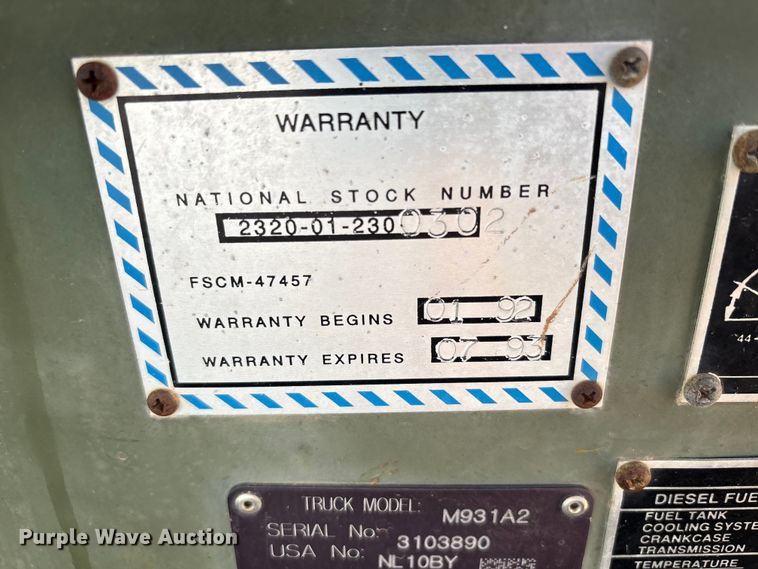 WARRANTY
NATIONAL STOCK NUMBER
2320-01-230 0302
FSCM-47457
WARRANTY BEGINS 01 92
WARRANTY EXPIRES 07 93
44-
TRUCK MODEL: M931A2
SERIAL No: 3103890
USA No: NL10BY
DIESEL FUE
FUEL TANK
COOLING SYSTE
CRANKCASE
TRANSMISSION
TEMPERATURE
Purple Wave Auction